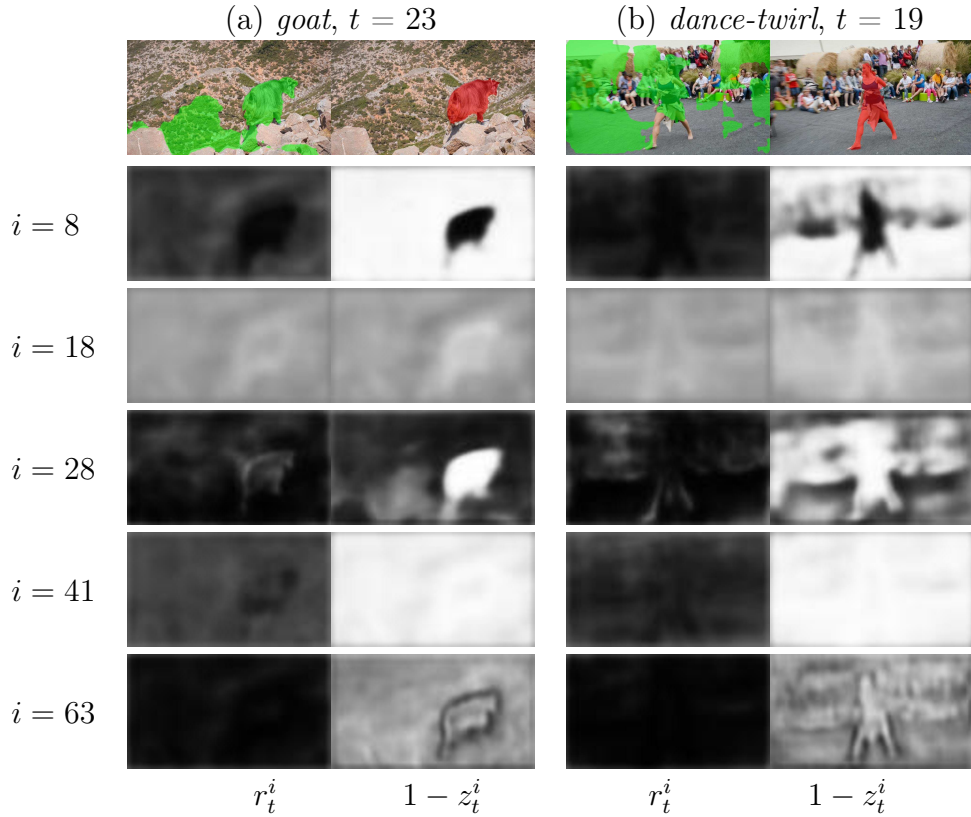 (a) goat, t = 23
(b) dance-twirl, t = 19
i = 8
i = 18
i = 28
i = 41
i = 63
r_t^i
1 − z_t^i
r_t^i
1 − z_t^i